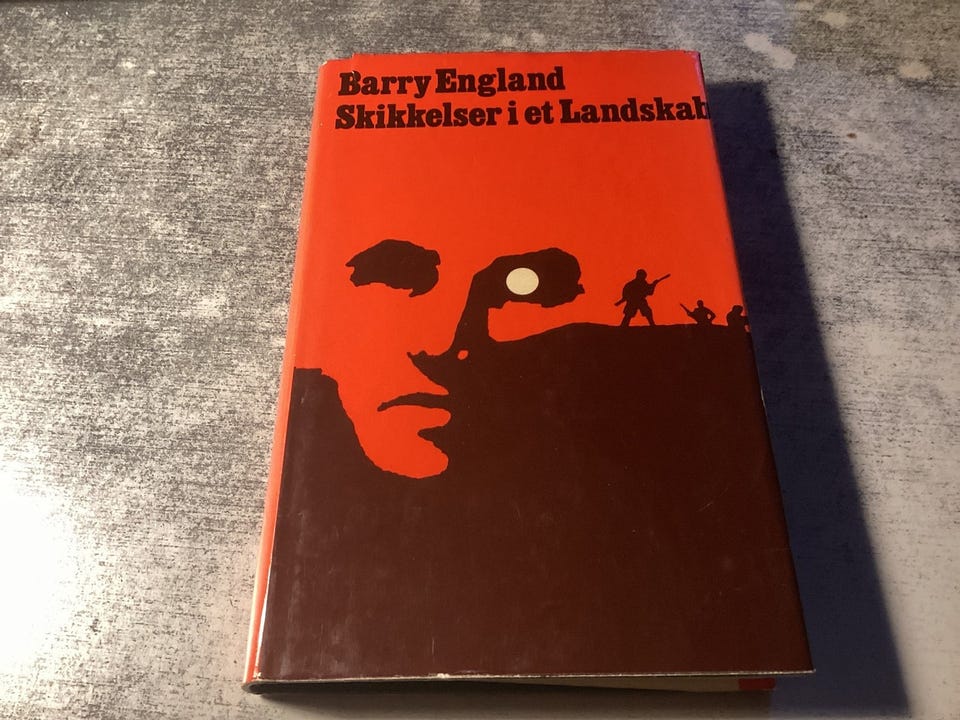 Barry England
Skikkelser i et Landskab